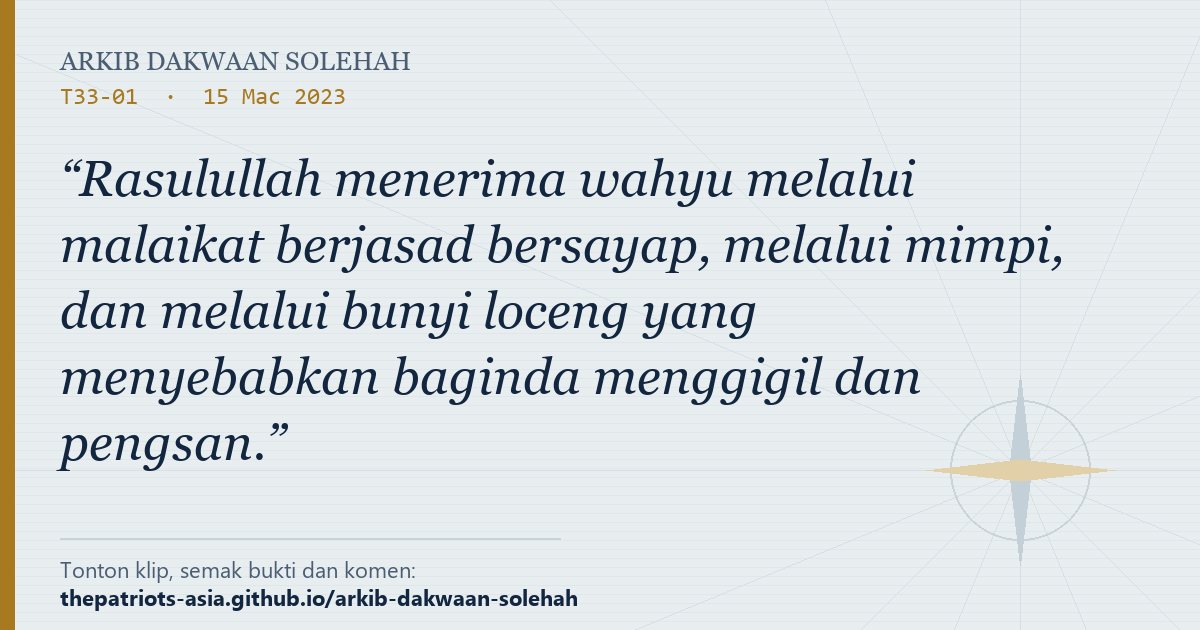 ARKIB DAKWAAN SOLEHAH
T33-01 · 15 Mac 2023
“Rasulullah menerima wahyu melalui
malaikat berjasad bersayap, melalui mimpi,
dan melalui bunyi loceng yang
menyebabkan baginda menggigil dan
pengsan.”
Tonton klip, semak bukti dan komen:
thepatriots-asia.github.io/arkib-dakwaan-solehah